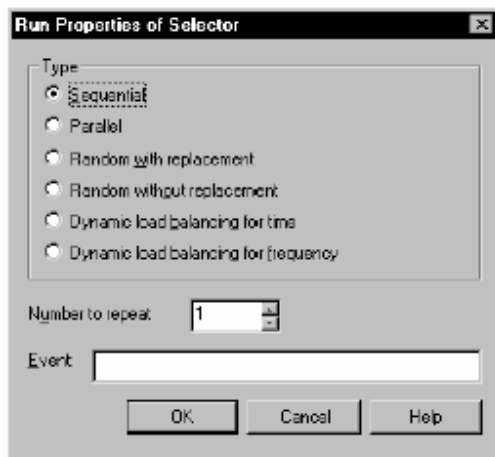 Run Properties of Selector
Type
Sequential
Parallel
Random with replacement
Random without replacement
Dynamic load balancing for time
Dynamic load balancing for frequency
Number to repeat 1
Event
OK Cancel Help